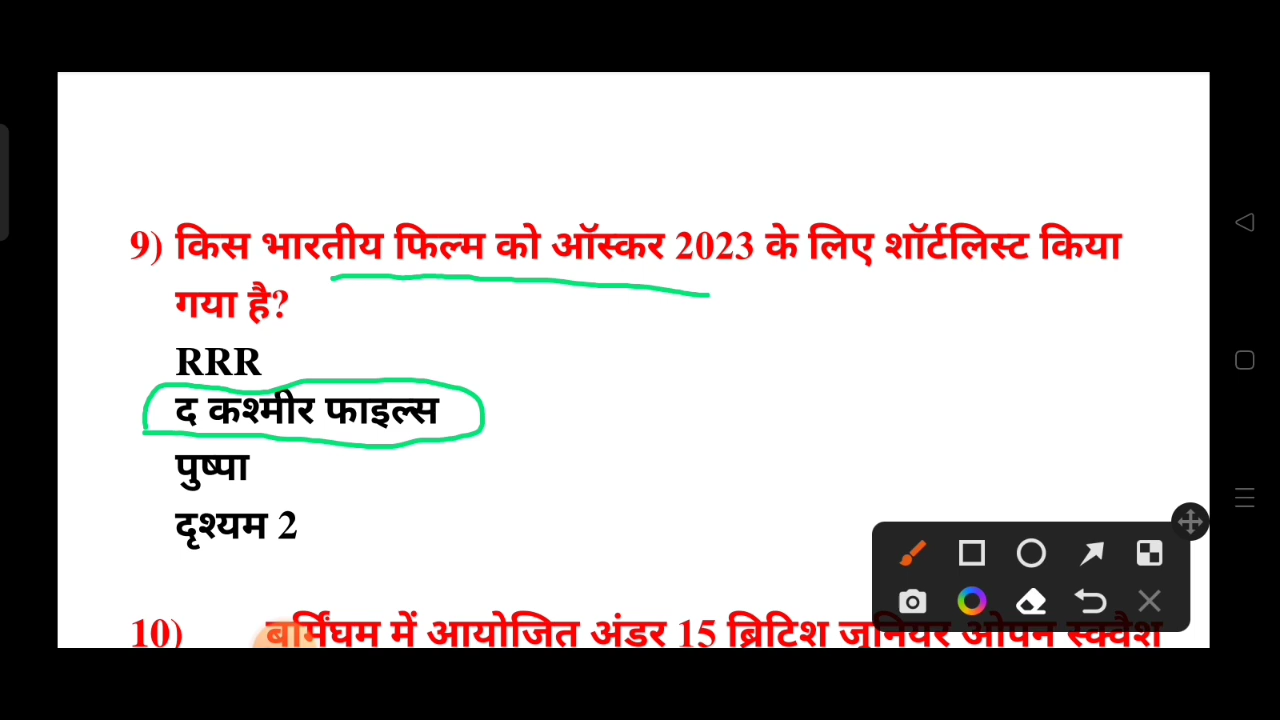 9) किस भारतीय फिल्म को ऑस्कर 2023 के लिए शॉर्टलिस्ट किया
गया है?
RRR
द कश्मीर फाइल्स
पुष्पा
दृश्यम 2
10) बर्मिंघम में आयोजित अंडर 15 ब्रिटिश जूनियर ओपन स्क्वैश